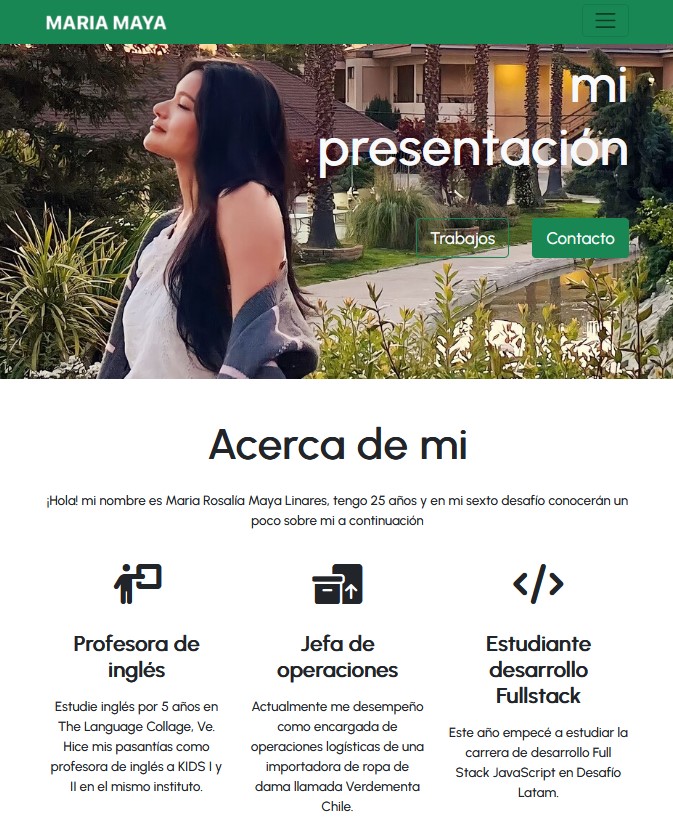 MARIA MAYA
mi
presentación
Trabajos
Contacto
Acerca de mi
¡Hola! mi nombre es Maria Rosalía Maya Linares, tengo 25 años y en mi sexto desafío conocerán un
poco sobre mi a continuación
Profesora de
inglés
Estudie inglés por 5 años en
The Language Collage, Ve.
Hice mis pasantías como
profesora de inglés a KIDS I y
II en el mismo instituto.
Jefa de
operaciones
Actualmente me desempeño
como encargada de
operaciones logísticas de una
importadora de ropa de
dama llamada Verdementa
Chile.
Estudiante
desarrollo
Fullstack
Este año empecé a estudiar la
carrera de desarrollo Full
Stack JavaScript en Desafío
Latam.